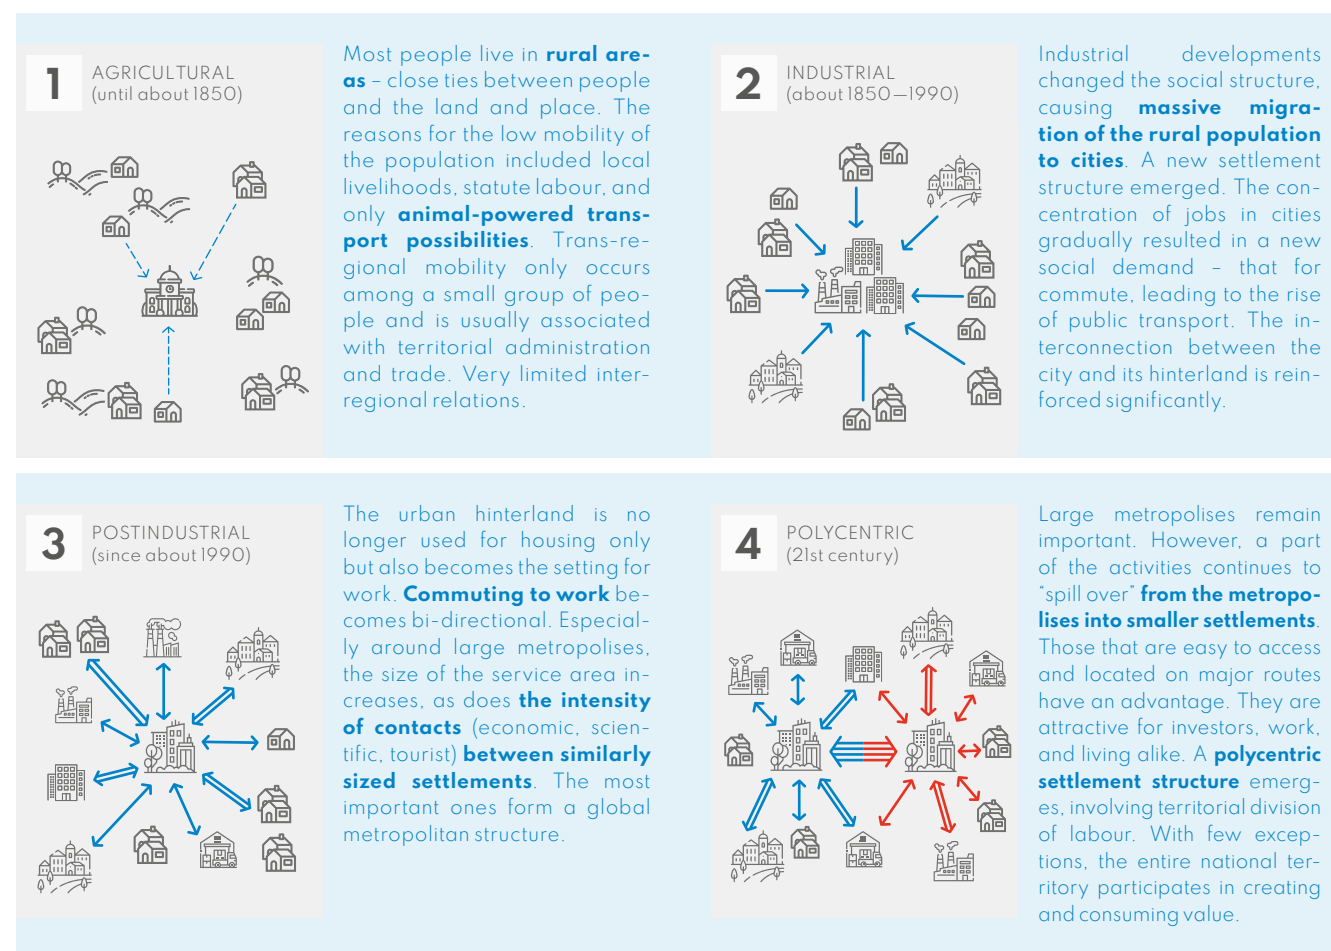 1
AGRICULTURAL
(until about 1850)
Most people live in rural are-
as – close ties between people
and the land and place. The
reasons for the low mobility of
the population included local
livelihoods, statute labour, and
only animal-powered trans-
port possibilities. Trans-re-
gional mobility only occurs
among a small group of peo-
ple and is usually associated
with territorial administration
and trade. Very limited inter-
regional relations.
2
INDUSTRIAL
(about 1850–1990)
Industrial developments
changed the social structure,
causing massive migra-
tion of the rural population
to cities. A new settlement
structure emerged. The con-
centration of jobs in cities
gradually resulted in a new
social demand – that for
commute, leading to the rise
of public transport. The in-
terconnection between the
city and its hinterland is rein-
forced significantly.
3
POSTINDUSTRIAL
(since about 1990)
The urban hinterland is no
longer used for housing only
but also becomes the setting for
work. Commuting to work be-
comes bi-directional. Especial-
ly around large metropolises,
the size of the service area in-
creases, as does the intensity
of contacts (economic, scien-
tific, tourist) between similarly
sized settlements. The most
important ones form a global
metropolitan structure.
4
POLYCENTRIC
(21st century)
Large metropolises remain
important. However, a part
of the activities continues to
"spill over" from the metropo-
lises into smaller settlements.
Those that are easy to access
and located on major routes
have an advantage. They are
attractive for investors, work,
and living alike. A polycentric
settlement structure emerg-
es, involving territorial division
of labour. With few excep-
tions, the entire national ter-
ritory participates in creating
and consuming value.